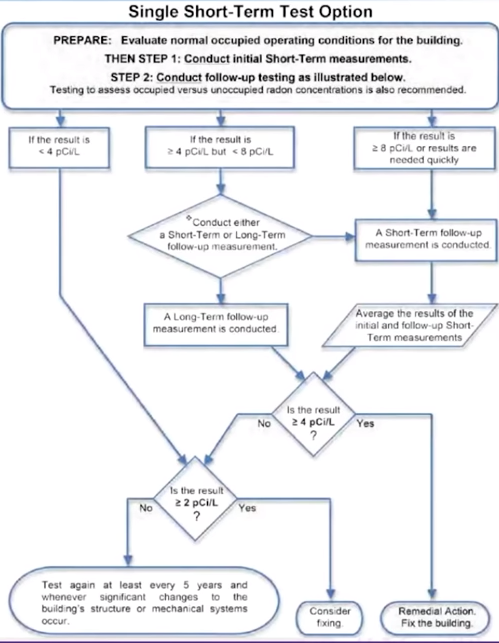 Single Short-Term Test Option
PREPARE: Evaluate normal occupied operating conditions for the building.
THEN STEP 1: Conduct initial Short-Term measurements.
STEP 2: Conduct follow-up testing as illustrated below.
Testing to assess occupied versus unoccupied radon concentrations is also recommended.
If the result is
< 4 pCi/L
If the result is
≥ 4 pCi/L but < 8 pCi/L
If the result is
≥ 8 pCi/L or results are
needed quickly
*Conduct either
a Short-Term or Long-Term
follow-up measurement.
A Short-Term follow-up
measurement is conducted
A Long-Term follow-up
measurement is conducted
Average the results of the
initial and follow-up Short-
Term measurements
Is the result
≥ 4 pCi/L
?
No
Yes
Is the result
≥ 2 pCi/L
?
No
Yes
Test again at least every 5 years and
whenever significant changes to the
building's structure or mechanical systems
occur.
Consider
fixing
Remedial Action.
Fix the building.